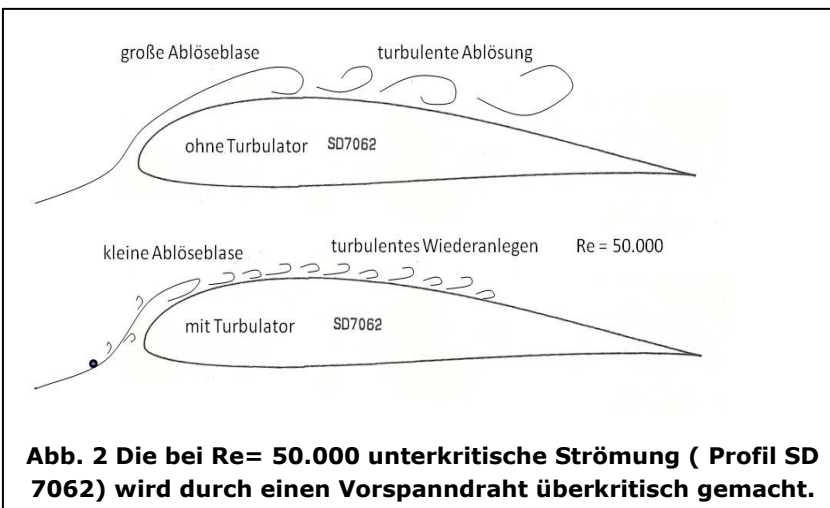 große Ablöseblase turbulente Ablösung
ohne Turbulator SD7062
kleine Ablöseblase turbulentes Wiederanlegen Re = 50.000
mit Turbulator SD7062
Abb. 2 Die bei Re= 50.000 unterkritische Strömung ( Profil SD
7062) wird durch einen Vorspanndraht überkritisch gemacht.